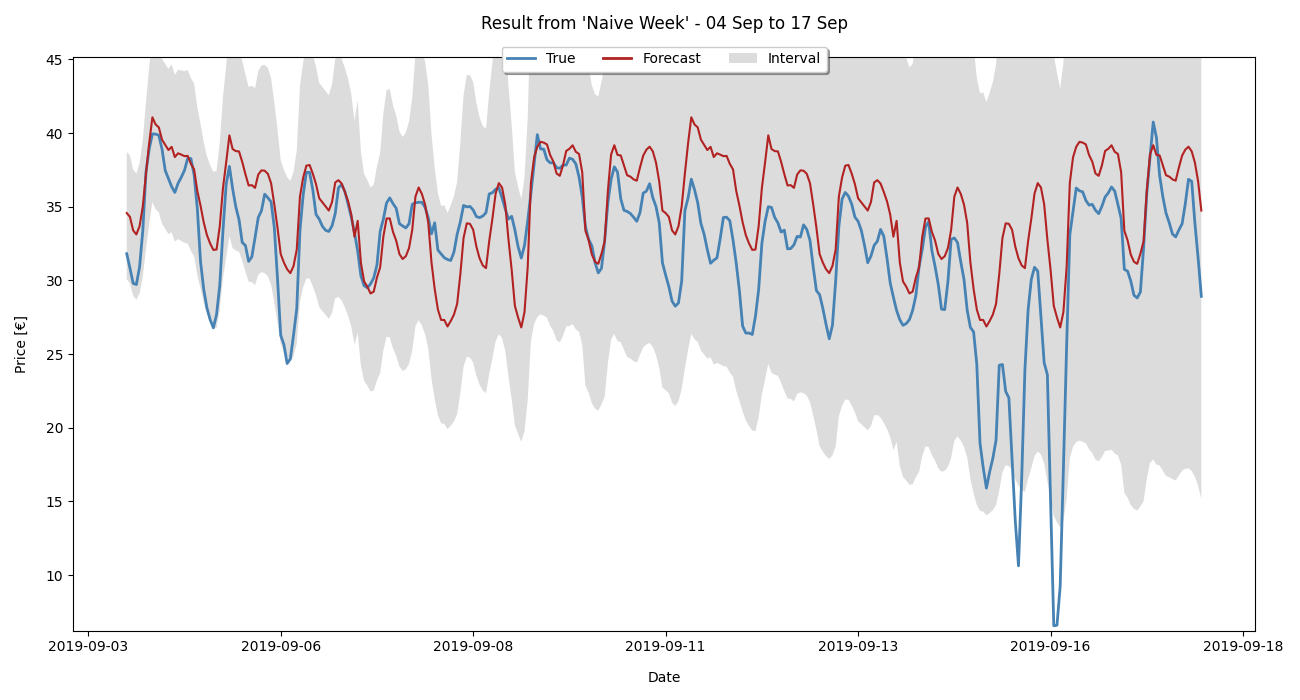 Result from 'Naive Week' - 04 Sep to 17 Sep
True Forecast Interval
45
40
35
30
25
20
15
10
Price [€]
2019-09-03 2019-09-06 2019-09-08 2019-09-11 2019-09-13 2019-09-16 2019-09-18
Date